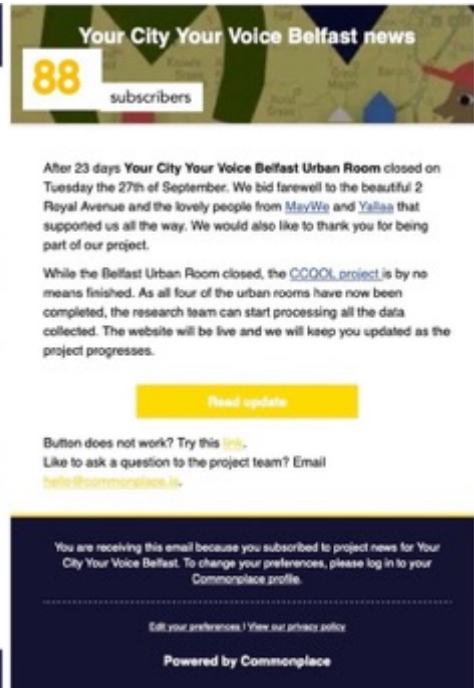 Your City Your Voice Belfast news
88
subscribers
After 23 days Your City Your Voice Belfast Urban Room closed on
Tuesday the 27th of September. We bid farewell to the beautiful 2
Royal Avenue and the lovely people from MayWe and Yallaa that
supported us all the way. We would also like to thank you for being
part of our project.
While the Belfast Urban Room closed, the CCQOL project is by no
means finished. As all four of the urban rooms have now been
completed, the research team can start processing all the data
collected. The website will be live and we will keep you updated as the
project progresses.
Read update
Button does not work? Try this link.
Like to ask a question to the project team? Email
hello@commonplace.is.
You are receiving this email because you subscribed to project news for Your
City Your Voice Belfast. To change your preferences, please log in to your
Commonplace profile.
Edit your preferences | View our privacy policy
Powered by Commonplace